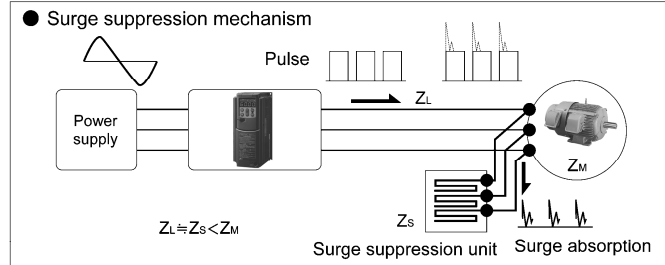 ● Surge suppression mechanism
Pulse
Power
supply
ZL
ZM
ZS
ZL≒ZS<ZM
Surge suppression unit
Surge absorption